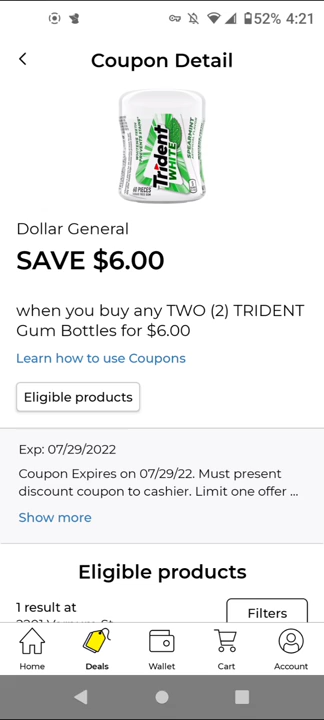 52% 4:21
Coupon Detail
Trident
WHITE
SPEARMINT
Dollar General
SAVE $6.00
when you buy any TWO (2) TRIDENT
Gum Bottles for $6.00
Learn how to use Coupons
Eligible products
Exp: 07/29/2022
Coupon Expires on 07/29/22. Must present
discount coupon to cashier. Limit one offer ...
Show more
Eligible products
1 result at
Filters
Home Deals Wallet Cart Account